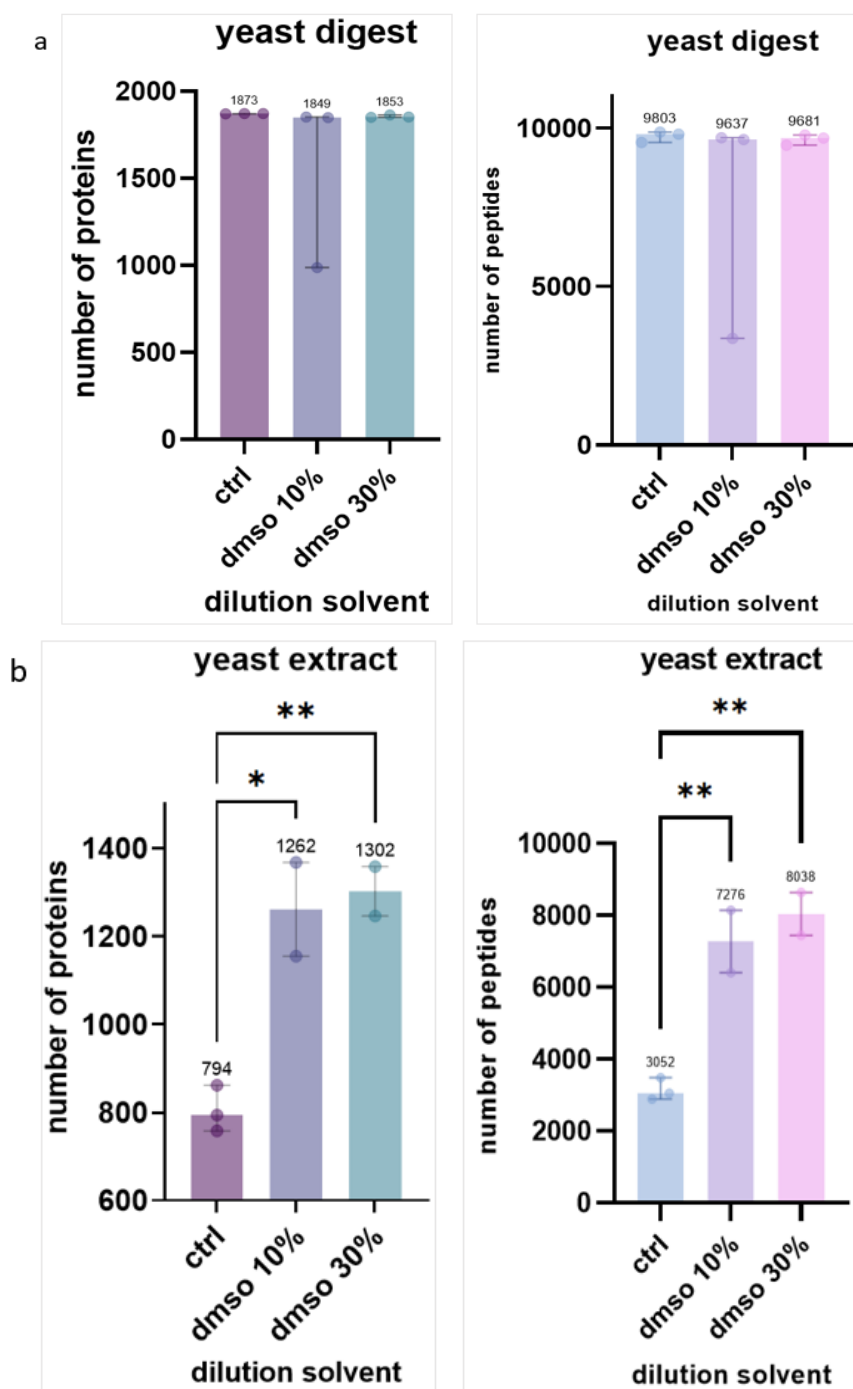 a
yeast digest
number of proteins
2000
1500
1000
500
0
1873
1849
1853
ctrl
dmso 10%
dmso 30%
dilution solvent
yeast digest
number of peptides
10000
5000
0
9803
9637
9681
ctrl
dmso 10%
dmso 30%
dilution solvent
b
yeast extract
**
*
number of proteins
1400
1200
1000
800
600
794
1262
1302
ctrl
dmso 10%
dmso 30%
dilution solvent
yeast extract
**
**
number of peptides
10000
8000
6000
4000
2000
0
3052
7276
8038
ctrl
dmso 10%
dmso 30%
dilution solvent